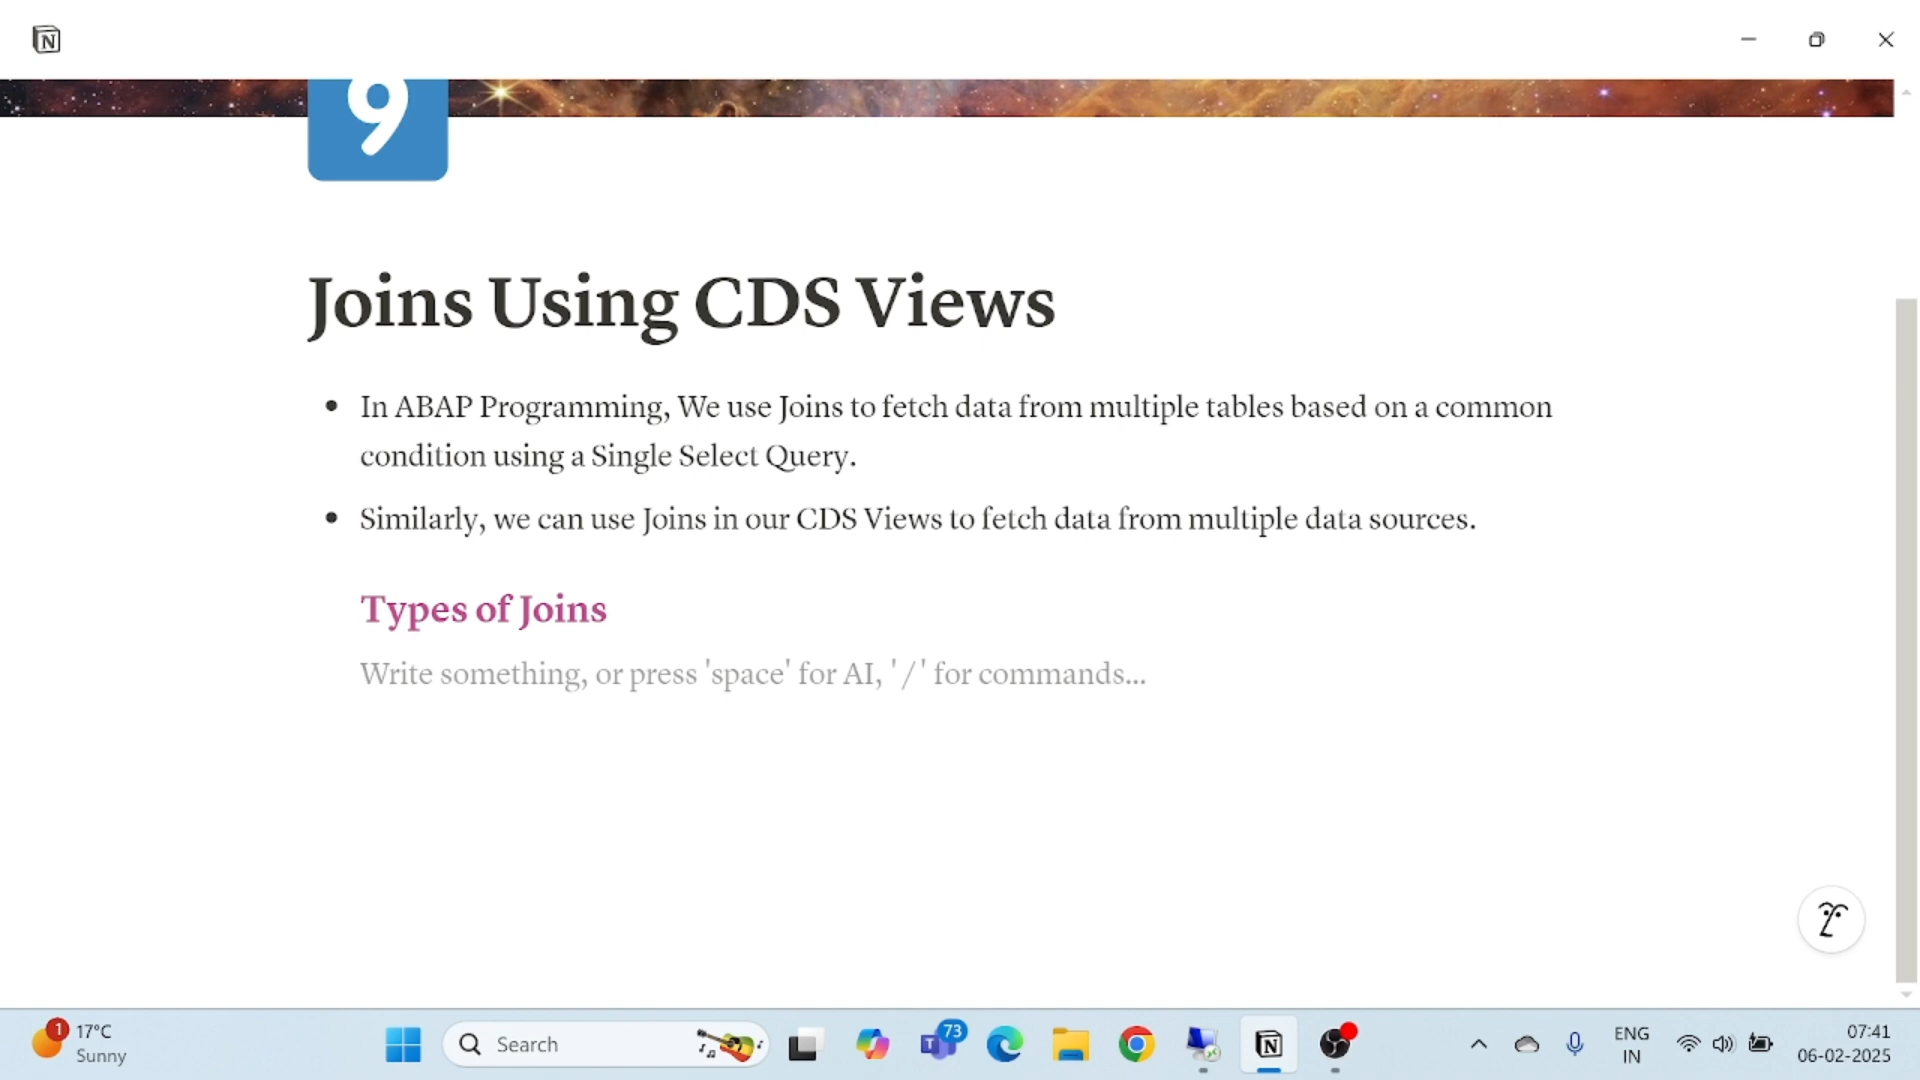 9
Joins Using CDS Views
In ABAP Programming, We use Joins to fetch data from multiple tables based on a common
condition using a Single Select Query.
Similarly, we can use Joins in our CDS Views to fetch data from multiple data sources.
Types of Joins
Write something, or press 'space' for AI, '/' for commands...
1
17°C
Sunny
Search
73
ENG
IN
07:41
06-02-2025